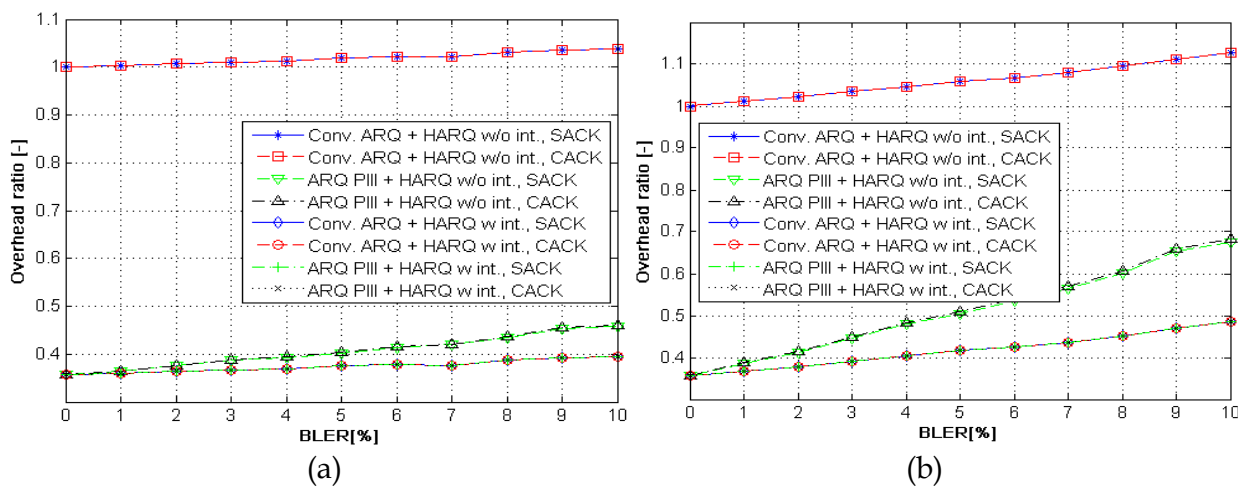 1.1
1
0.9
0.8
0.7
0.6
0.5
0.4
Overhead ratio [-]
Conv. ARQ + HARQ w/o int., SACK
Conv. ARQ + HARQ w/o int., CACK
ARQ PIII + HARQ w/o int., SACK
ARQ PIII + HARQ w/o int., CACK
Conv. ARQ + HARQ w int., SACK
Conv. ARQ + HARQ w int., CACK
ARQ PIII + HARQ w int., SACK
ARQ PIII + HARQ w int., CACK
0 1 2 3 4 5 6 7 8 9 10
BLER[%]
(a)
1.1
1
0.9
0.8
0.7
0.6
0.5
0.4
Overhead ratio [-]
Conv. ARQ + HARQ w/o int., SACK
Conv. ARQ + HARQ w/o int., CACK
ARQ PIII + HARQ w/o int., SACK
ARQ PIII + HARQ w/o int., CACK
Conv. ARQ + HARQ w int., SACK
Conv. ARQ + HARQ w int., CACK
ARQ PIII + HARQ w int., SACK
ARQ PIII + HARQ w int., CACK
0 1 2 3 4 5 6 7 8 9 10
BLER[%]
(b)